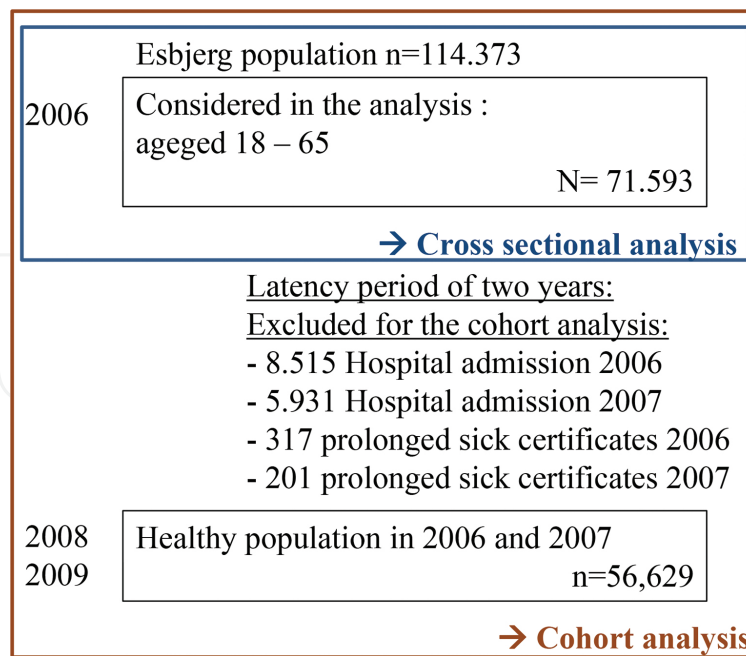 Esbjerg population n=114.373
2006
Considered in the analysis :
ageged 18 – 65
N= 71.593
→ Cross sectional analysis
Latency period of two years:
Excluded for the cohort analysis:
- 8.515 Hospital admission 2006
- 5.931 Hospital admission 2007
- 317 prolonged sick certificates 2006
- 201 prolonged sick certificates 2007
2008
2009
Healthy population in 2006 and 2007
n=56,629
→ Cohort analysis